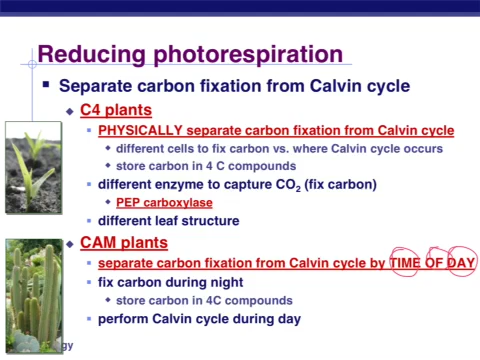 Reducing photorespiration
Separate carbon fixation from Calvin cycle
C4 plants
PHYSICALLY separate carbon fixation from Calvin cycle
different cells to fix carbon vs. where Calvin cycle occurs
store carbon in 4 C compounds
different enzyme to capture CO2 (fix carbon)
PEP carboxylase
different leaf structure
CAM plants
separate carbon fixation from Calvin cycle by TIME OF DAY
fix carbon during night
store carbon in 4C compounds
perform Calvin cycle during day